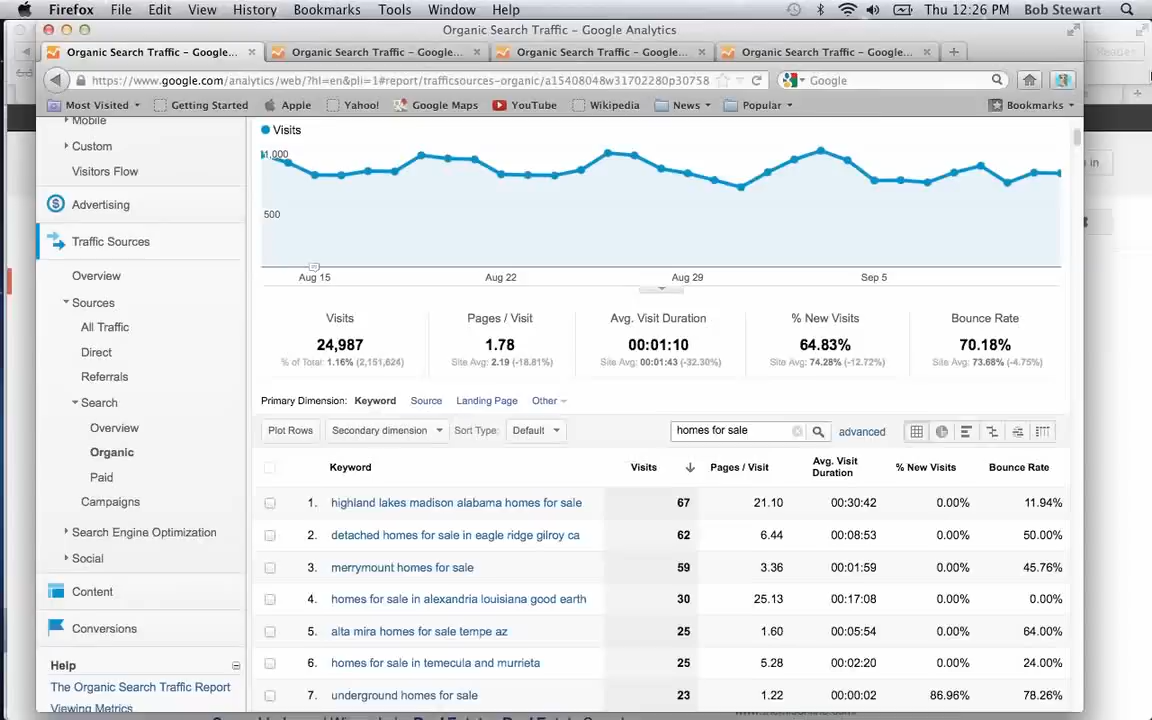 Firefox File Edit View History Bookmarks Tools Window Help Thu 12:26 PM Bob Stewart
Organic Search Traffic – Google Analytics
Reader
Organic Search Traffic – Google... Organic Search Traffic – Google... Organic Search Traffic – Google... Organic Search Traffic – Google...
https://www.google.com/analytics/web/?hl=en&pli=1#report/trafficsources-organic/a15408048w31702280p30758 Google
Most Visited Getting Started Apple Yahoo! Google Maps YouTube Wikipedia News Popular Bookmarks
Mobile
Custom
Visitors Flow
Advertising
Traffic Sources
Overview
Sources
All Traffic
Direct
Referrals
Search
Overview
Organic
Paid
Campaigns
Search Engine Optimization
Social
Content
Conversions
Help
The Organic Search Traffic Report
Viewing Metrics
Visits
1,000
500
Aug 15 Aug 22 Aug 29 Sep 5
Visits Pages / Visit Avg. Visit Duration % New Visits Bounce Rate
24,987 1.78 00:01:10 64.83% 70.18%
% of Total: 1.16% (2,151,624) Site Avg: 2.19 (-18.81%) Site Avg: 00:01:43 (-32.30%) Site Avg: 74.28% (-12.72%) Site Avg: 73.68% (-4.75%)
Primary Dimension: Keyword Source Landing Page Other
Plot Rows Secondary dimension Sort Type: Default homes for sale advanced
Keyword Visits Pages / Visit Avg. Visit Duration % New Visits Bounce Rate
1. highland lakes madison alabama homes for sale 67 21.10 00:30:42 0.00% 11.94%
2. detached homes for sale in eagle ridge gilroy ca 62 6.44 00:08:53 0.00% 50.00%
3. merrymount homes for sale 59 3.36 00:01:59 0.00% 45.76%
4. homes for sale in alexandria louisiana good earth 30 25.13 00:17:08 0.00% 0.00%
5. alta mira homes for sale tempe az 25 1.60 00:05:54 0.00% 64.00%
6. homes for sale in temecula and murrieta 25 5.28 00:02:20 0.00% 24.00%
7. underground homes for sale 23 1.22 00:00:02 86.96% 78.26%
in